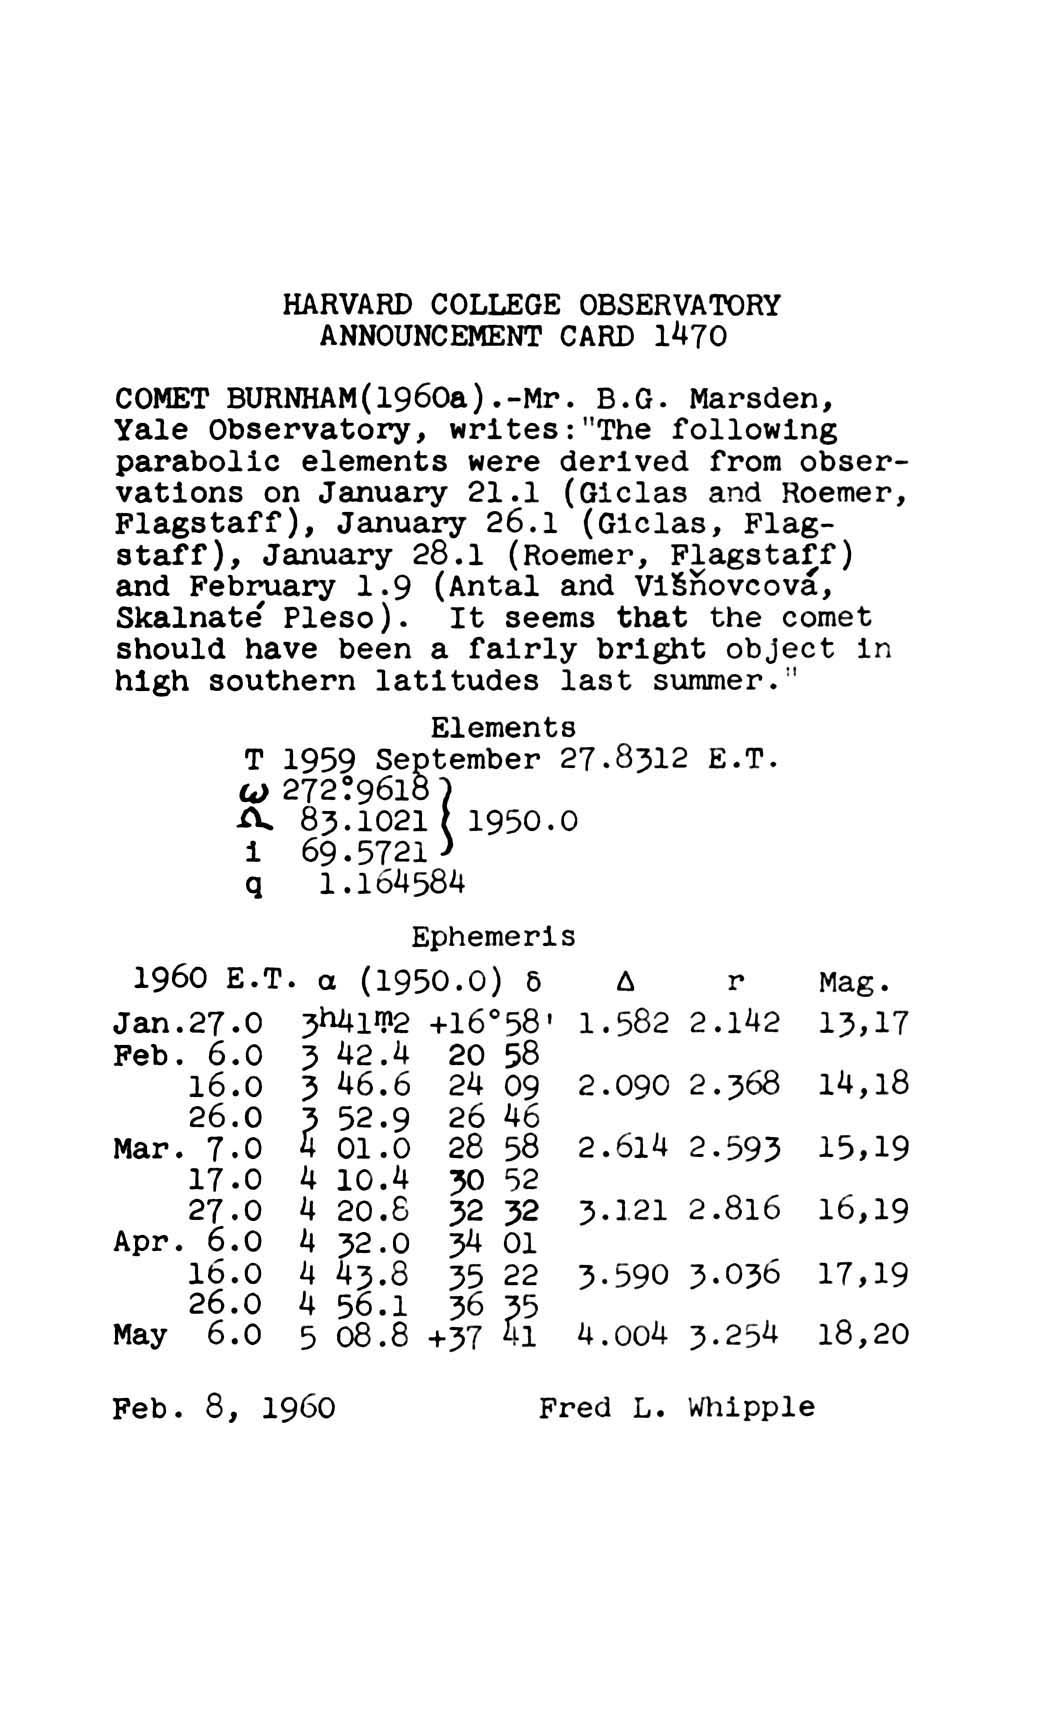 HARVARD COLLEGE OBSERVATORY
ANNOUNCEMENT CARD 1470
COMET BURNHAM(1960a).-Mr. B.G. Marsden,
Yale Observatory, writes:"The following
parabolic elements were derived from obser-
vations on January 21.1 (Giclas and Roemer,
Flagstaff), January 26.1 (Giclas, Flag-
staff), January 28.1 (Roemer, Flagstaff)
and February 1.9 (Antal and Višňovcová,
Skalnaté Pleso). It seems that the comet
should have been a fairly bright object in
high southern latitudes last summer."
Elements
T 1959 September 27.8312 E.T.
ω 272°.9618
☊ 83.1021 } 1950.0
i 69.5721
q 1.164584
Ephemeris
1960 E.T. α (1950.0) δ Δ r Mag.
Jan.27.0 3h41m.2 +16°58' 1.582 2.142 13,17
Feb. 6.0 3 42.4 20 58
16.0 3 46.6 24 09 2.090 2.368 14,18
26.0 3 52.9 26 46
Mar. 7.0 4 01.0 28 58 2.614 2.593 15,19
17.0 4 10.4 30 52
27.0 4 20.8 32 32 3.121 2.816 16,19
Apr. 6.0 4 32.0 34 01
16.0 4 43.8 35 22 3.590 3.036 17,19
26.0 4 56.1 36 35
May 6.0 5 08.8 +37 41 4.004 3.254 18,20
Feb. 8, 1960 Fred L. Whipple